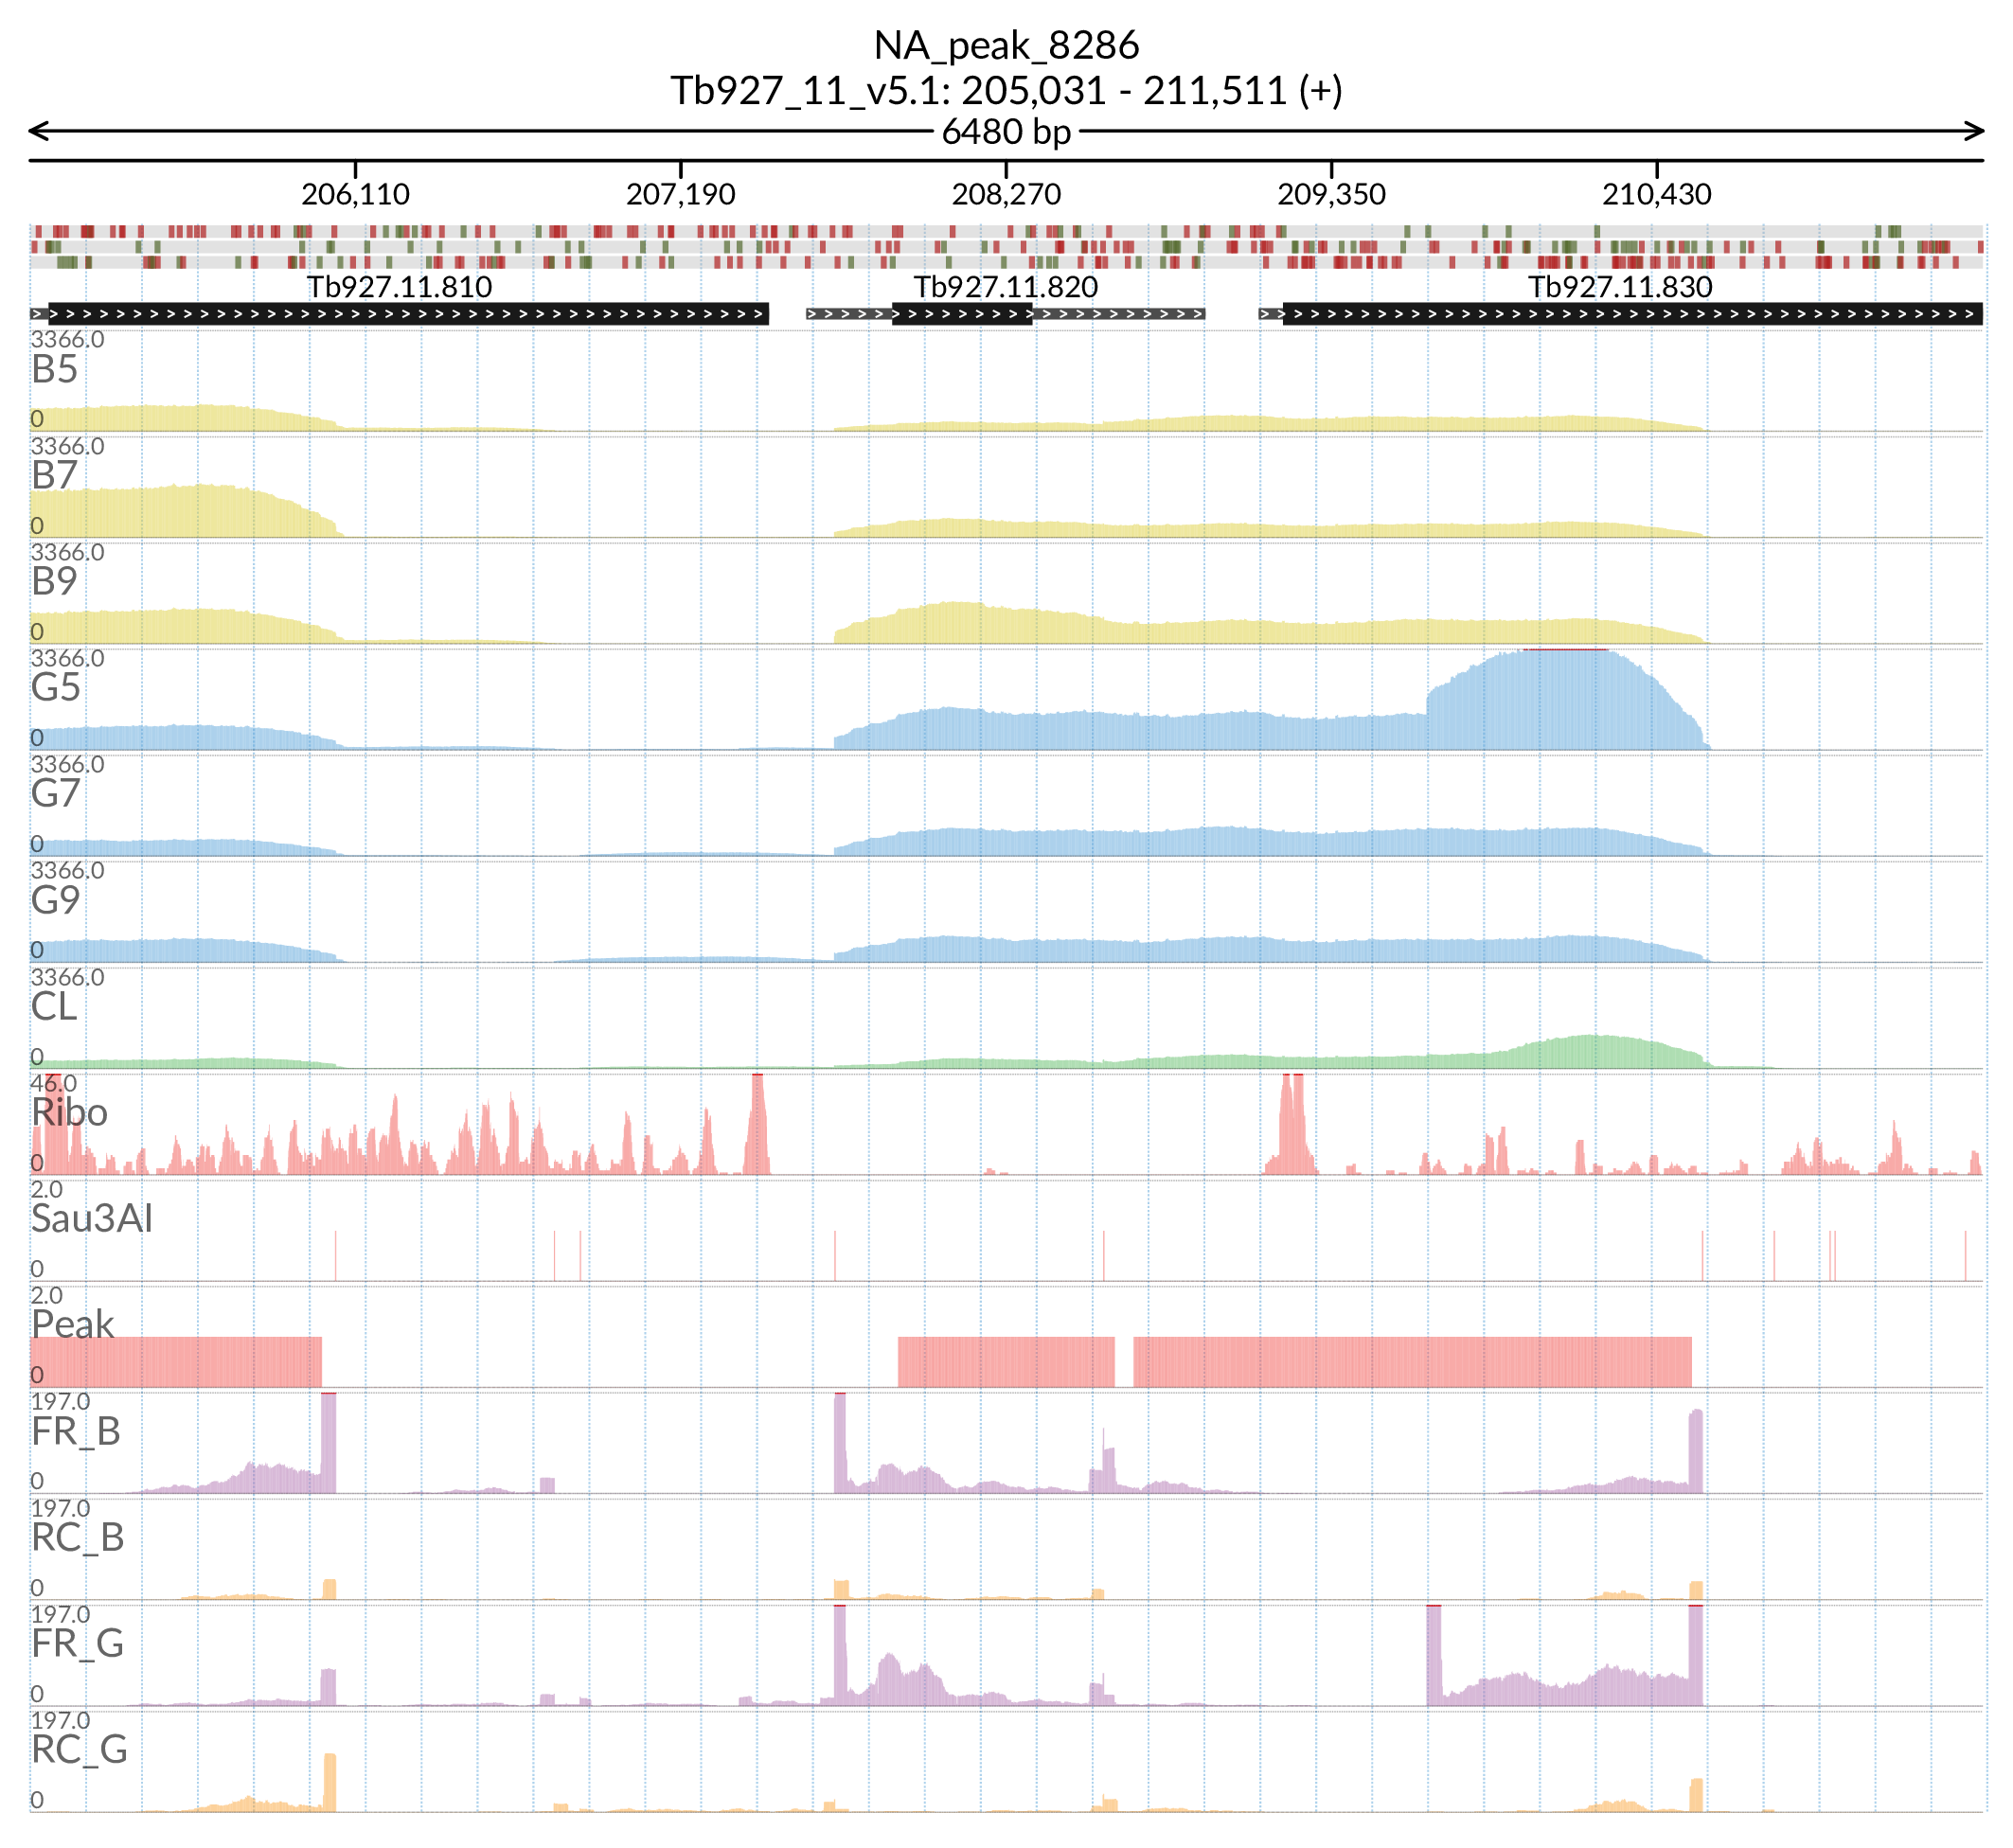 NA_peak_8286
Tb927_11_v5.1: 205,031 - 211,511 (+)
6480 bp
206,110 207,190 208,270 209,350 210,430
Tb927.11.810 Tb927.11.820 Tb927.11.830
3366.0
B5
0
3366.0
B7
0
3366.0
B9
0
3366.0
G5
0
3366.0
G7
0
3366.0
G9
0
3366.0
CL
0
46.0
Ribo
0
2.0
Sau3AI
0
2.0
Peak
0
197.0
FR_B
0
197.0
RC_B
0
197.0
FR_G
0
197.0
RC_G
0